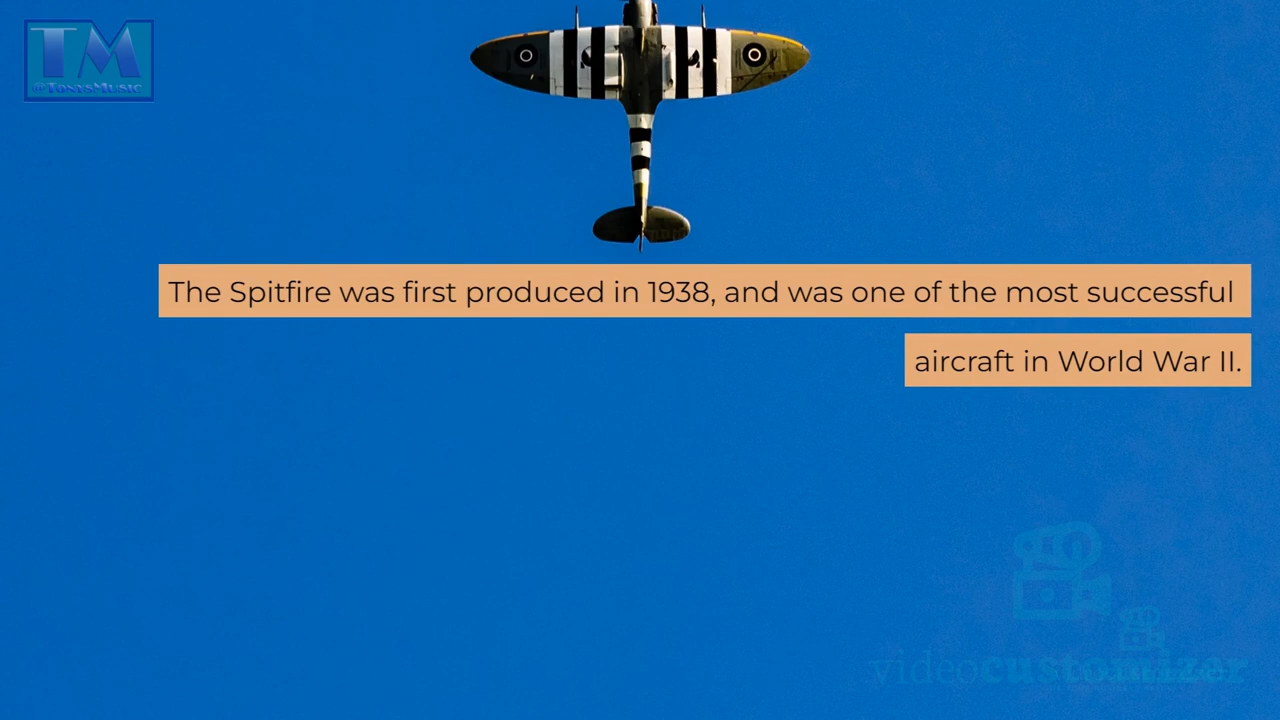 TM
@TonysMusic
The Spitfire was first produced in 1938, and was one of the most successful
aircraft in World War II.
videocustomizer